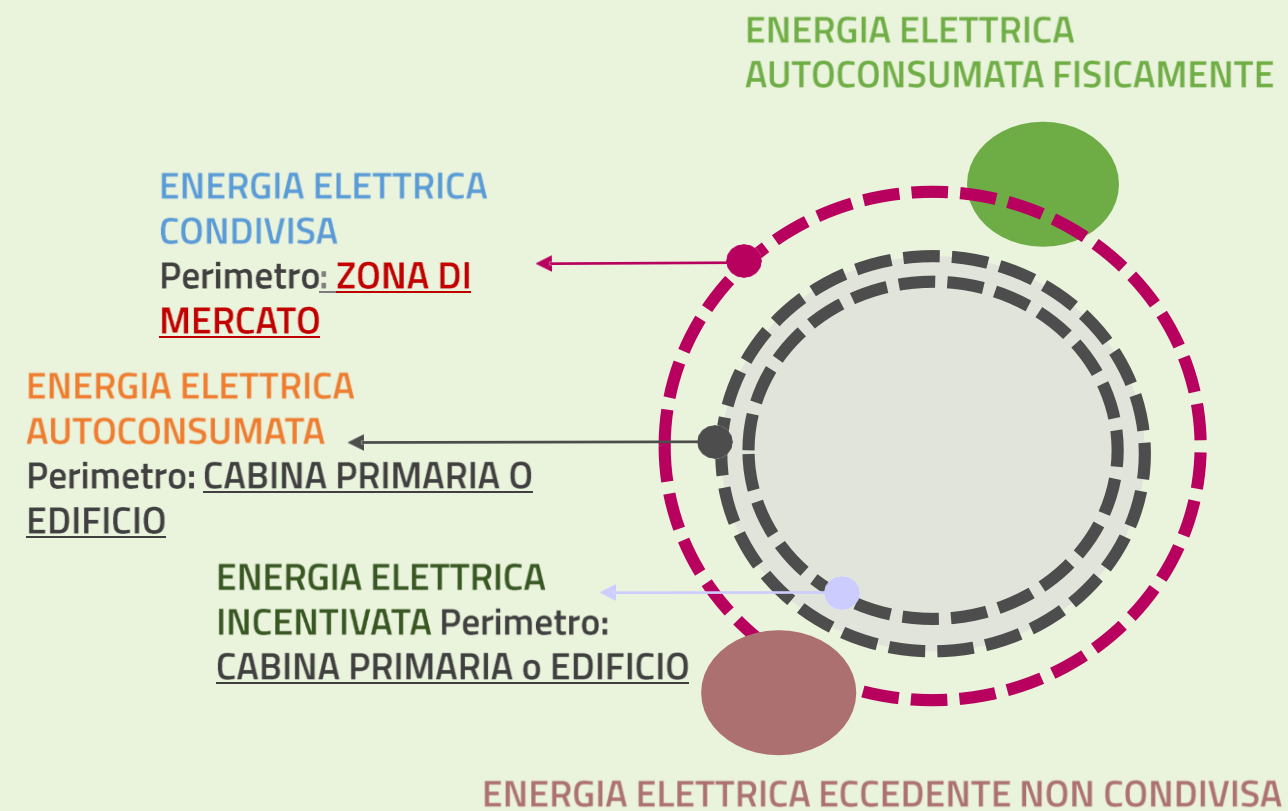 ENERGIA ELETTRICA
AUTOCONSUMATA FISICAMENTE
ENERGIA ELETTRICA
CONDIVISA
Perimetro: ZONA DI
MERCATO
ENERGIA ELETTRICA
AUTOCONSUMATA
Perimetro: CABINA PRIMARIA O
EDIFICIO
ENERGIA ELETTRICA
INCENTIVATA Perimetro:
CABINA PRIMARIA o EDIFICIO
ENERGIA ELETTRICA ECCEDENTE NON CONDIVISA